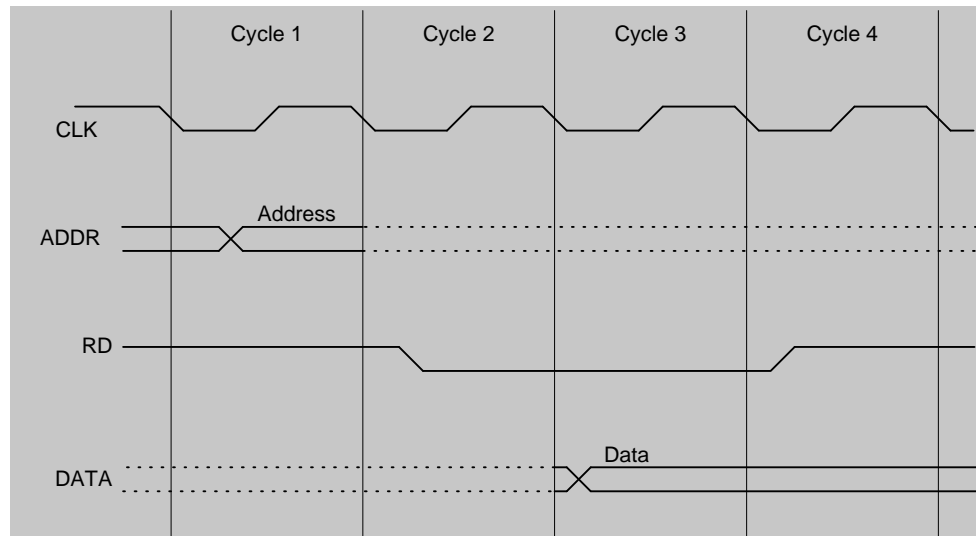 Cycle 1 Cycle 2 Cycle 3 Cycle 4
CLK
Address
ADDR
RD
Data
DATA